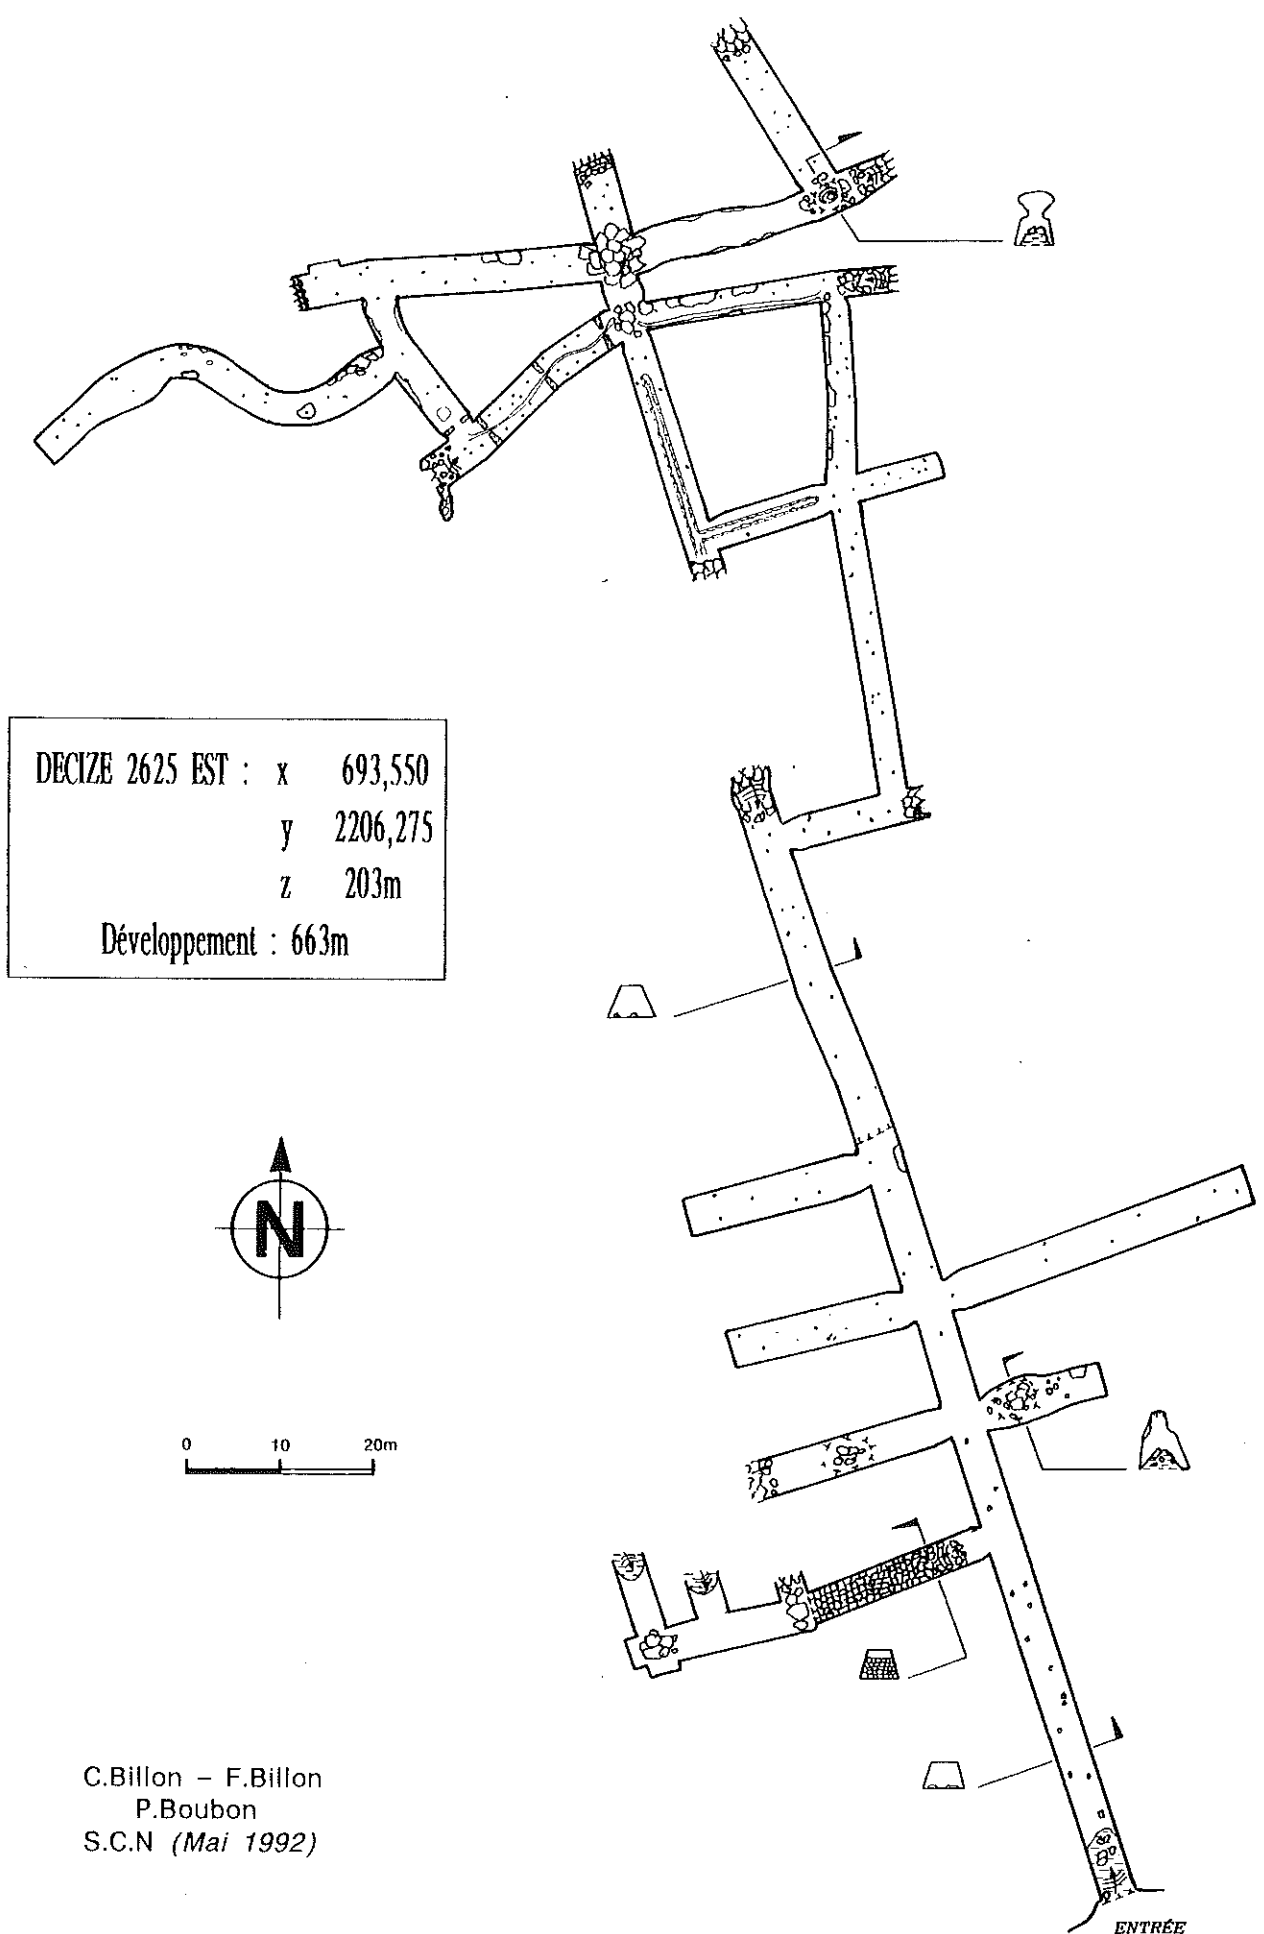 DECIZE 2625 EST : x 693,550
y 2206,275
z 203m
Développement : 663m
N
0 10 20m
C.Billon – F.Billon
P.Boubon
S.C.N (Mai 1992)
ENTRÉE